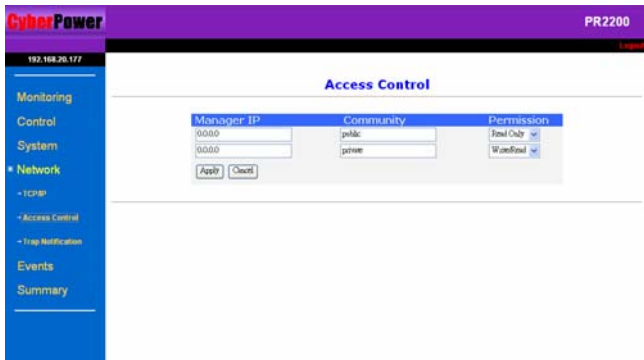 CyberPower
PR2200
Logout
192.168.20.177
Monitoring
Control
System
Network
TCP/IP
Access Control
Trap Notification
Events
Summary
Access Control
Manager IP Community Permission
0.0.0.0 public Read Only
0.0.0.0 private Write/Read
Apply Cancel